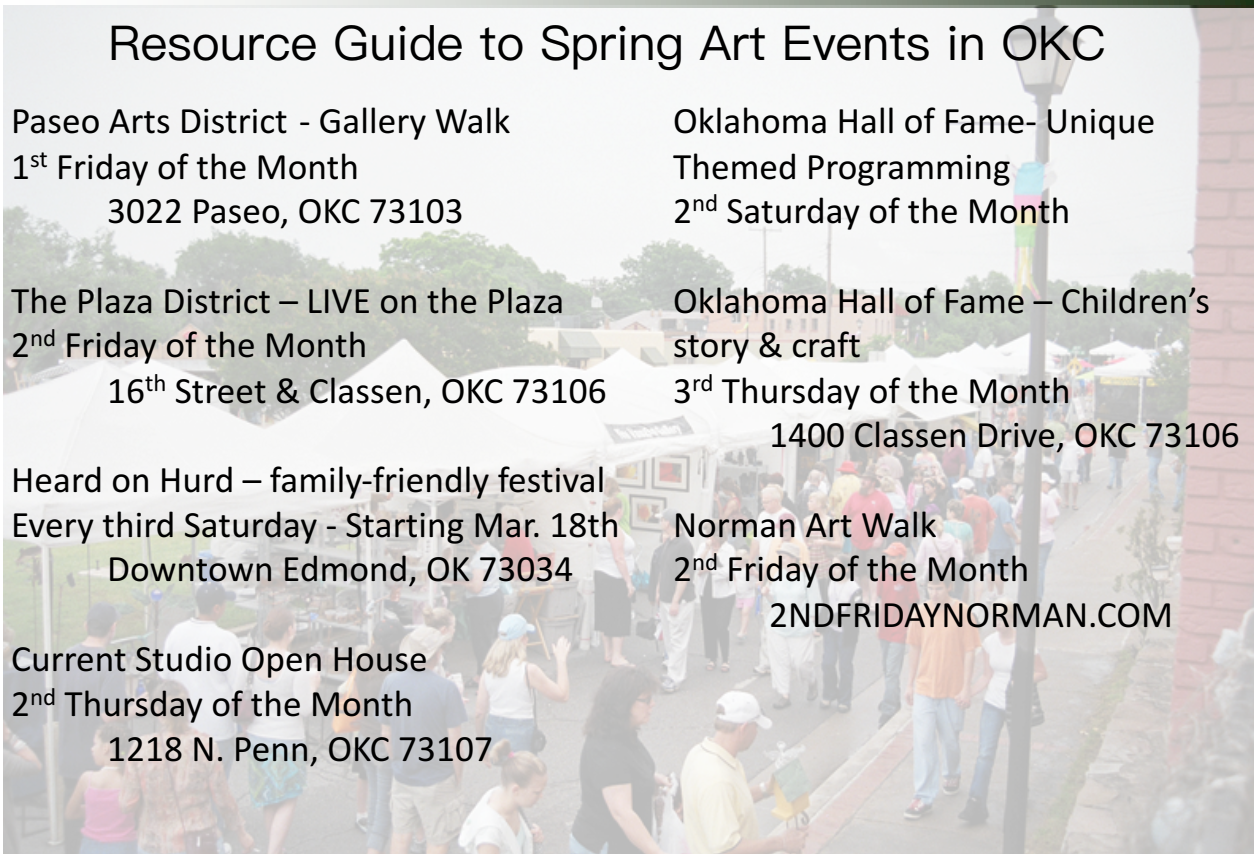 Resource Guide to Spring Art Events in OKC
Paseo Arts District - Gallery Walk
1st Friday of the Month
3022 Paseo, OKC 73103
The Plaza District – LIVE on the Plaza
2nd Friday of the Month
16th Street & Classen, OKC 73106
Heard on Hurd – family-friendly festival
Every third Saturday - Starting Mar. 18th
Downtown Edmond, OK 73034
Current Studio Open House
2nd Thursday of the Month
1218 N. Penn, OKC 73107
Oklahoma Hall of Fame- Unique
Themed Programming
2nd Saturday of the Month
Oklahoma Hall of Fame – Children’s
story & craft
3rd Thursday of the Month
1400 Classen Drive, OKC 73106
Norman Art Walk
2nd Friday of the Month
2NDFRIDAYNORMAN.COM